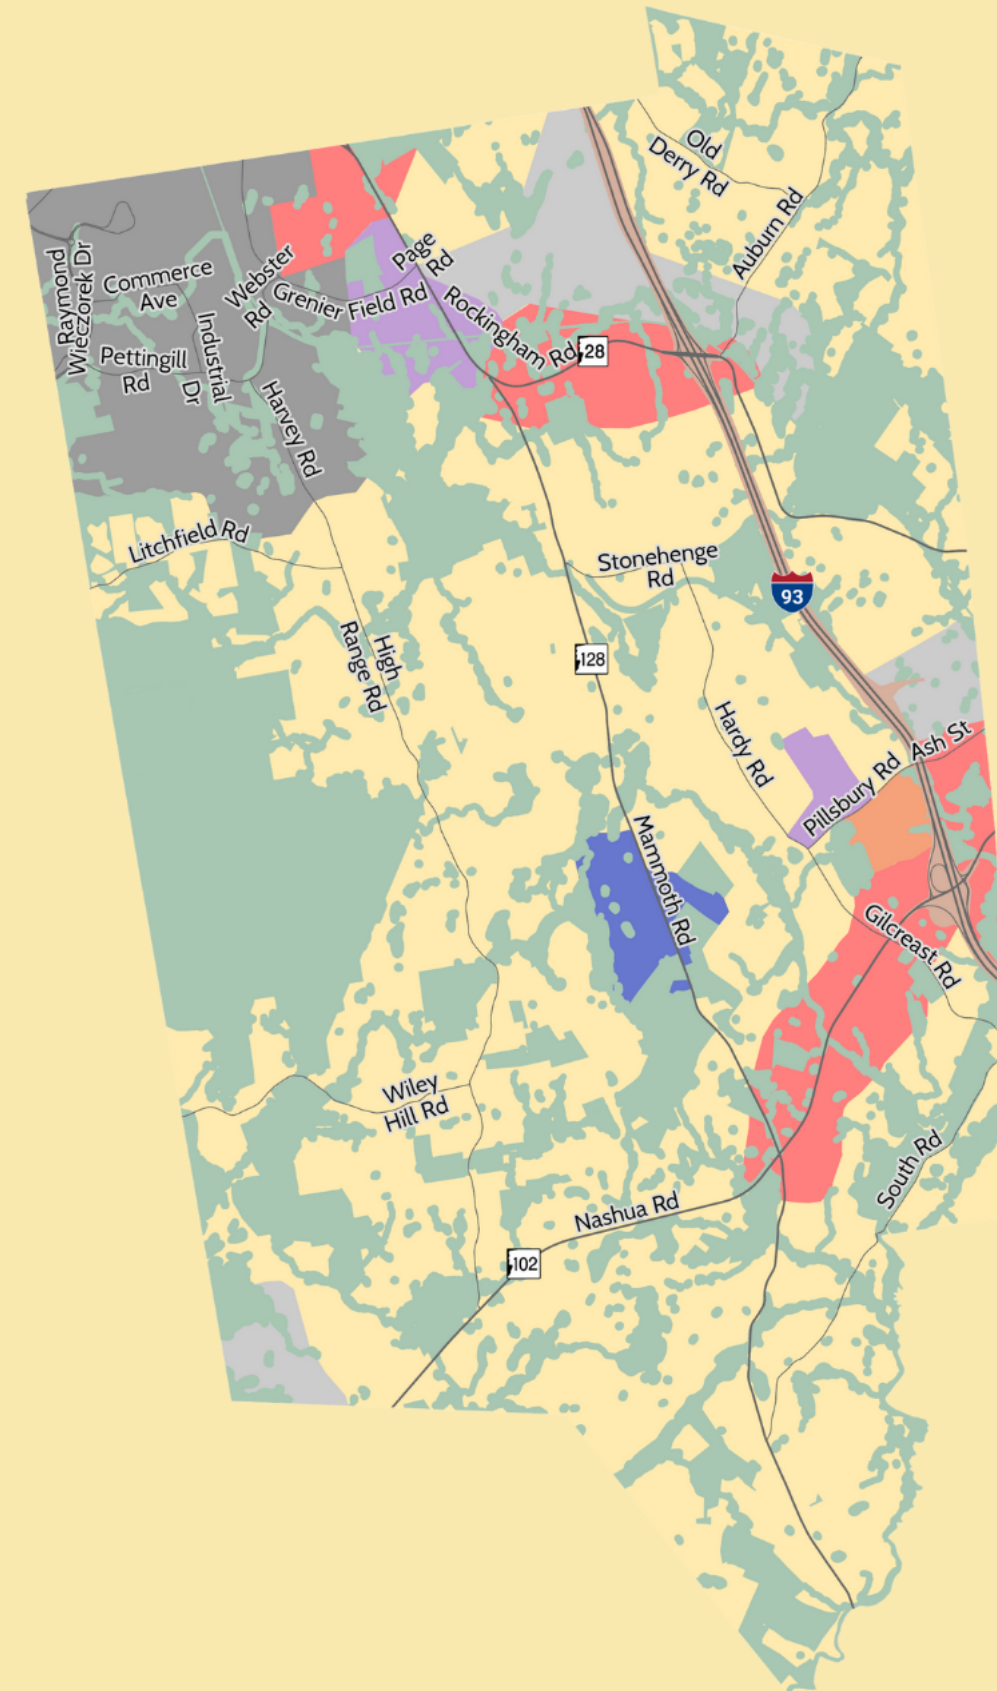 Old
Derry Rd
Auburn Rd
Raymond
Wieczorek Dr
Commerce
Ave
Webster
Rd
Page
Rd
Grenier Field Rd
Rockingham Rd
28
Pettingill
Rd
Industrial
Dr
Harvey Rd
Litchfield Rd
Stonehenge
Rd
93
High
Range Rd
128
Hardy Rd
Ash St
Pillsbury Rd
Mammoth Rd
Gilcreast Rd
Wiley
Hill Rd
South Rd
Nashua Rd
102